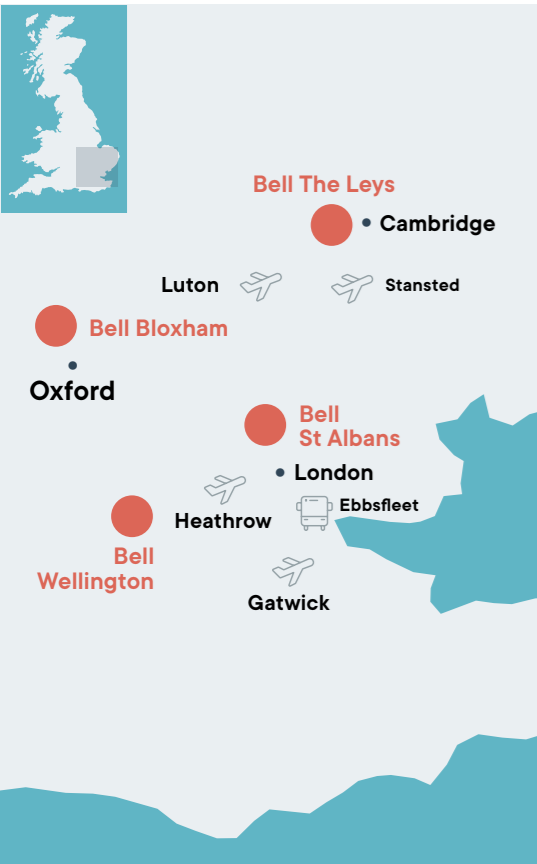 Bell The Leys
Cambridge
Luton
Stansted
Bell Bloxham
Oxford
Bell
St Albans
London
Ebbsfleet
Heathrow
Bell
Wellington
Gatwick